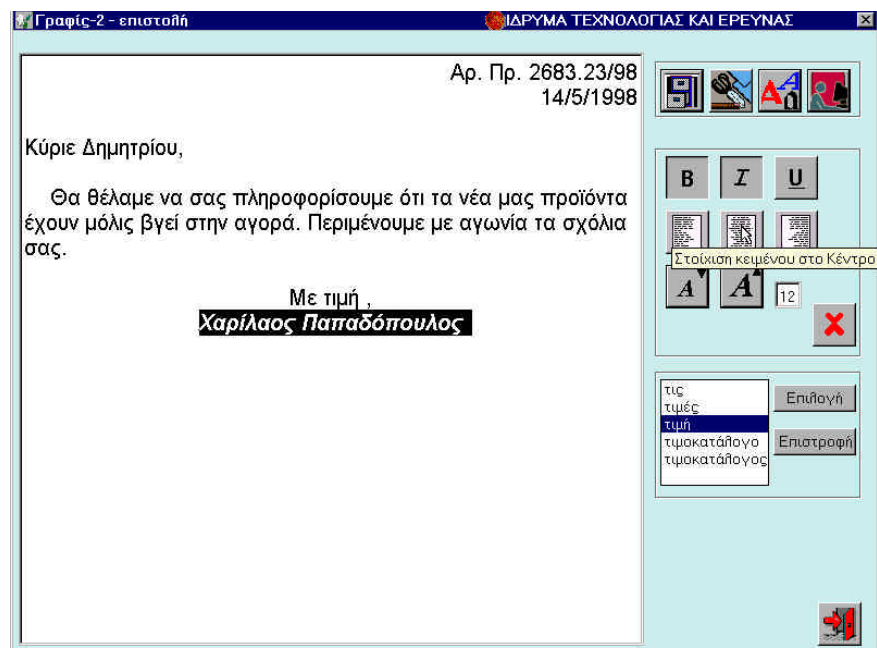 Γραφίς-2 - επιστολή
ΙΔΡΥΜΑ ΤΕΧΝΟΛΟΓΙΑΣ ΚΑΙ ΕΡΕΥΝΑΣ
Αρ. Πρ. 2683.23/98
14/5/1998
Κύριε Δημητρίου,
Θα θέλαμε να σας πληροφορίσουμε ότι τα νέα μας προϊόντα
έχουν μόλις βγεί στην αγορά. Περιμένουμε με αγωνία τα σχόλια
σας.
Με τιμή ,
Χαρίλαος Παπαδόπουλος
B I U
Στοίχιση κειμένου στο Κέντρο
A A 12
τις
τιμές
τιμή
τιμοκατάλογο
τιμοκατάλογος
Επιλογή
Επιστροφή